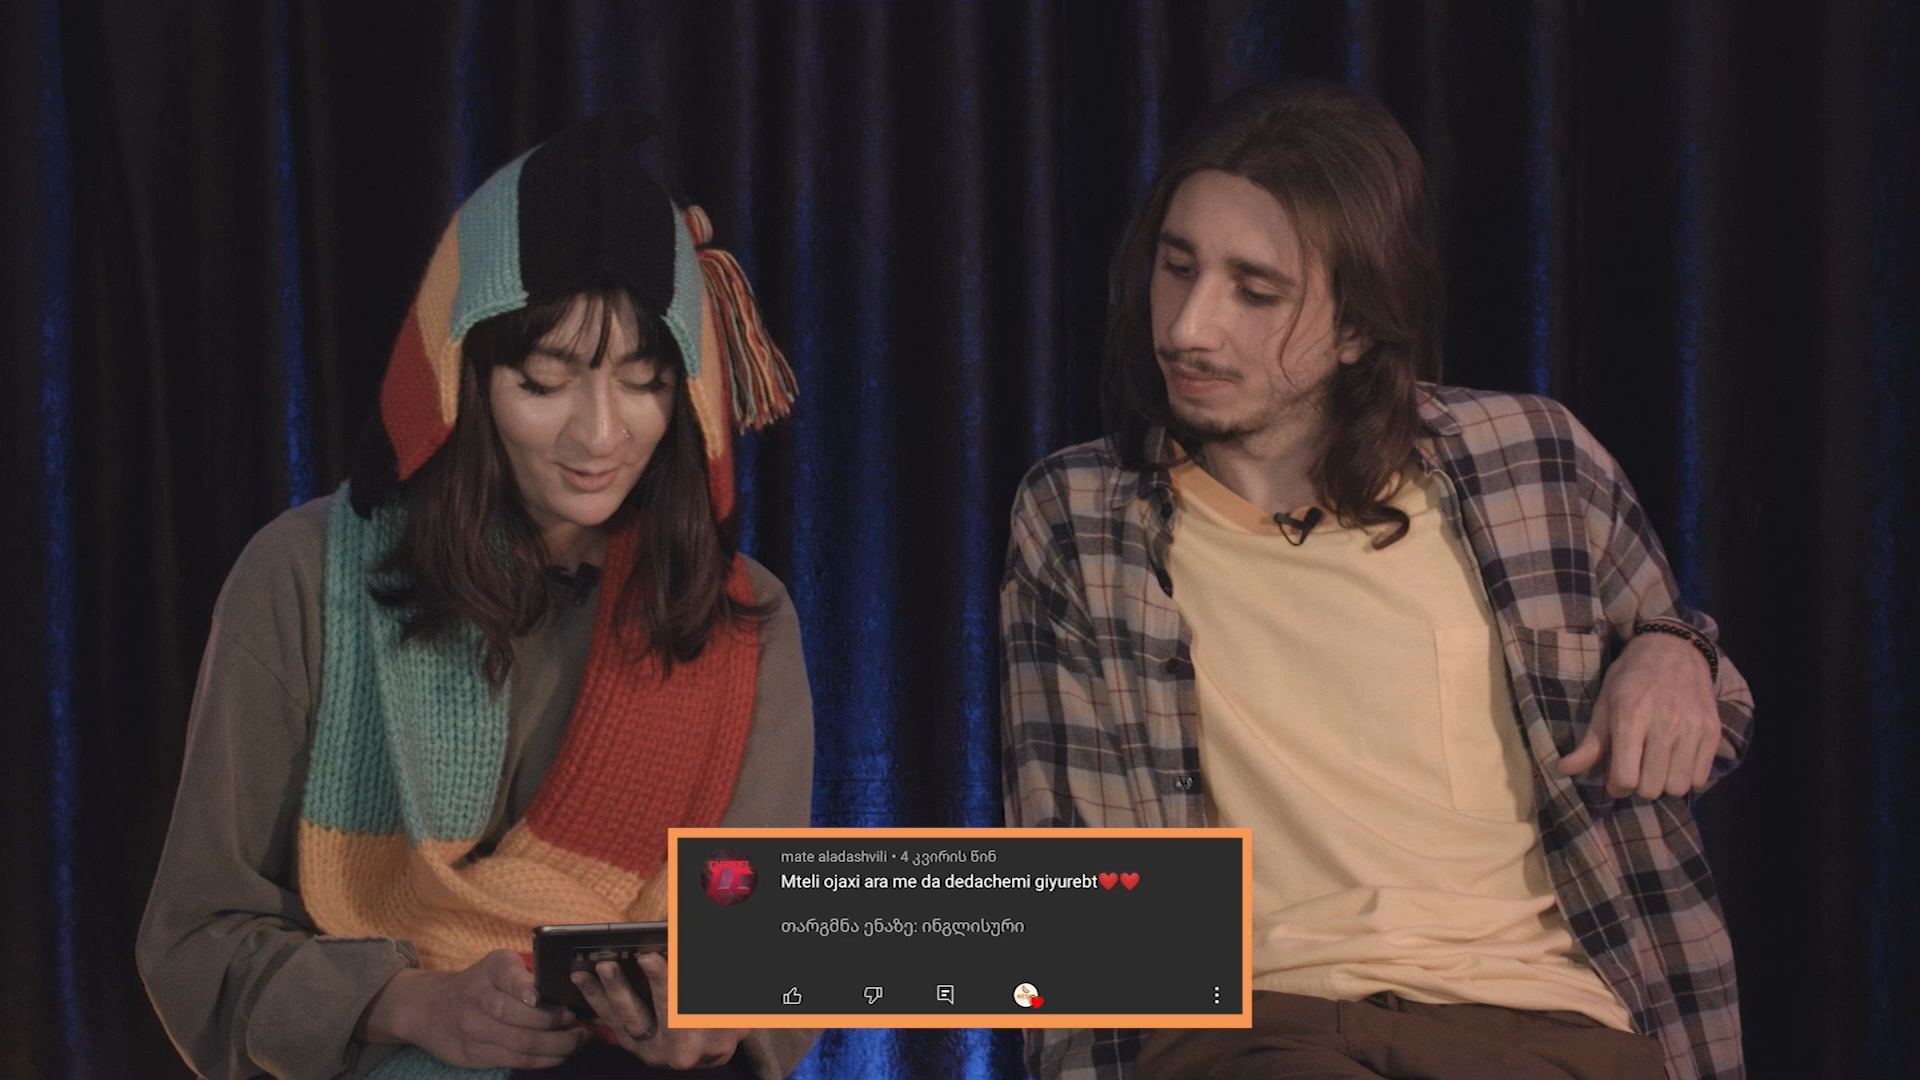 mate aladashvili • 4 კვირის წინ
Mteli ojaxi ara me da dedachemi giyurebt❤️❤️
თარგმნა ენაზე: ინგლისური